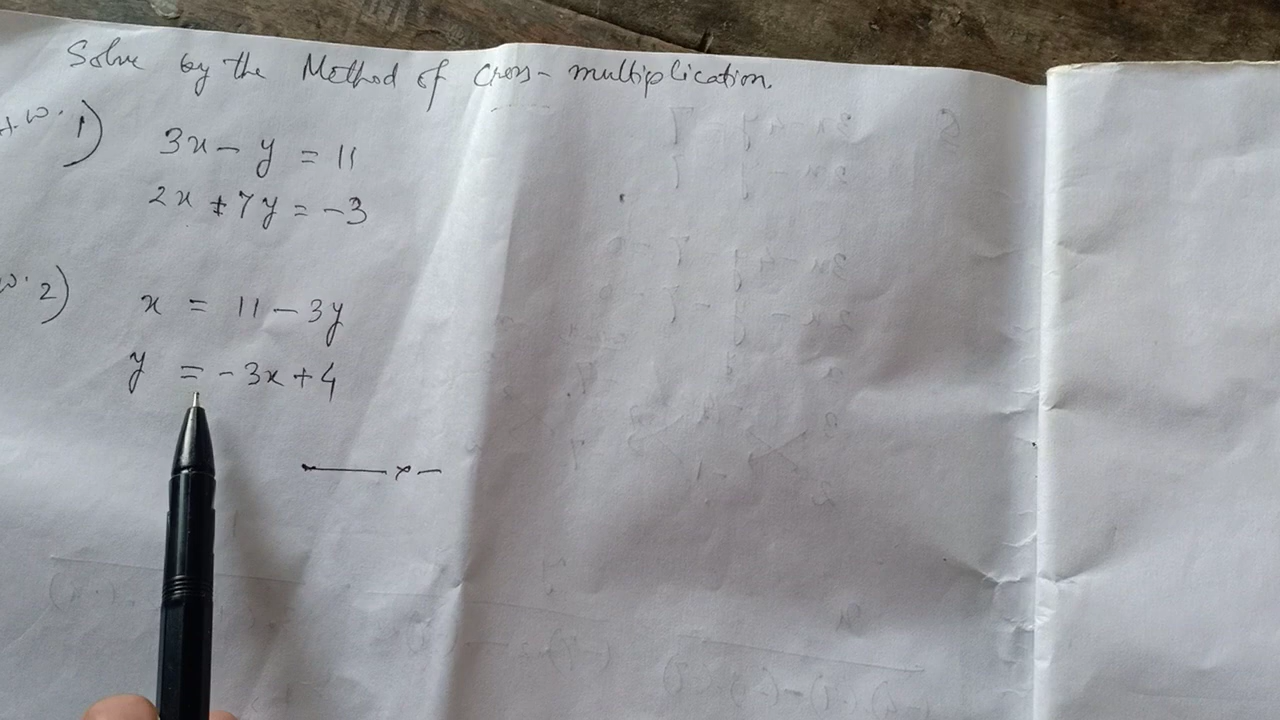 Solve by the Method of Cross-multiplication.
H.W. 1) 3x - y = 11
2x + 7y = -3
W. 2) x = 11 - 3y
y = -3x + 4